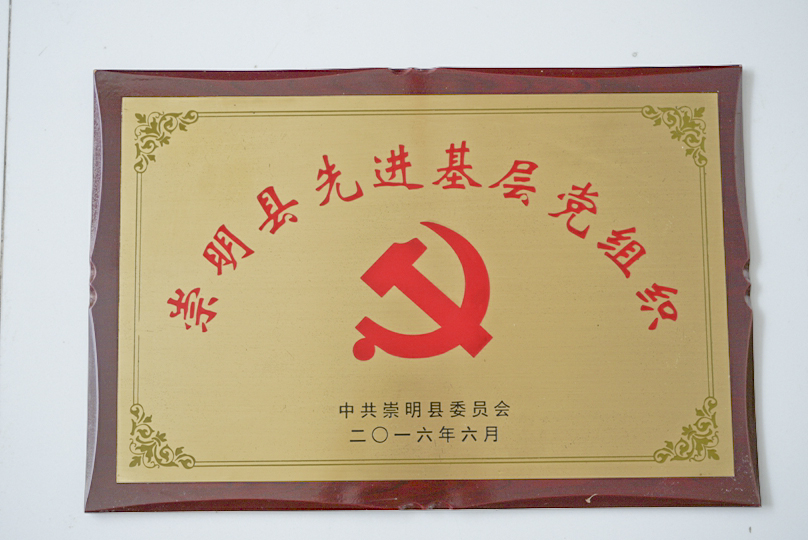 崇明县先进基层党组织
中共崇明县委员会
二〇一六年六月